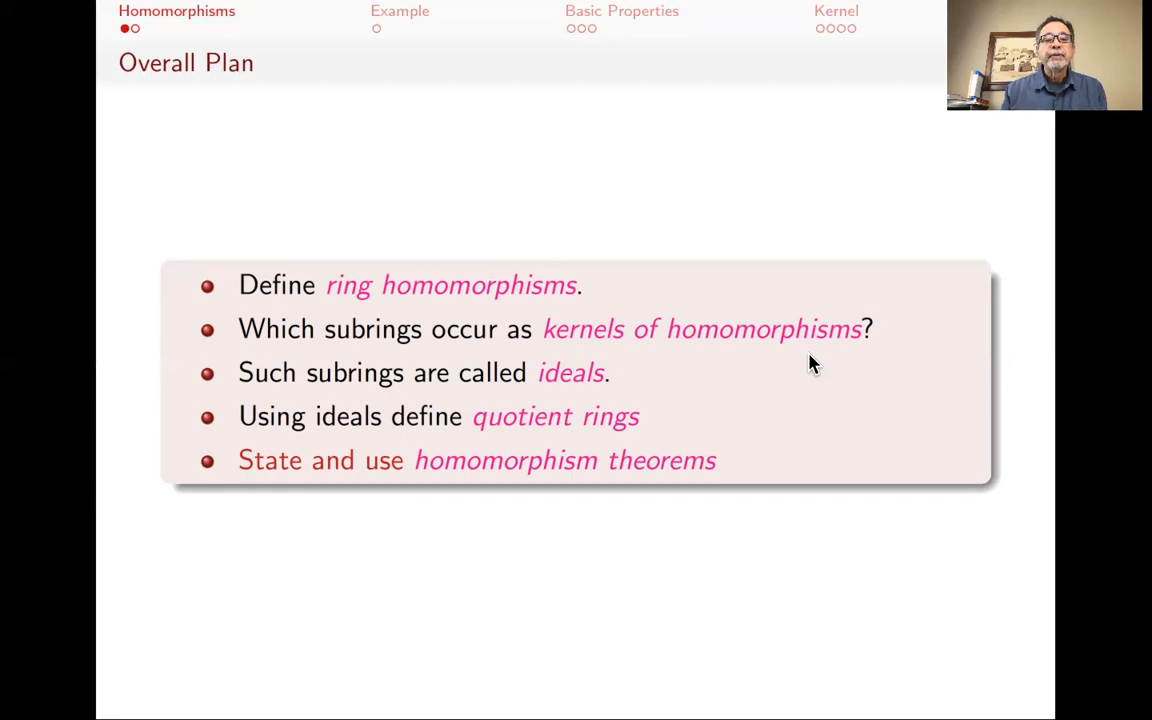 Homomorphisms Example Basic Properties Kernel
Overall Plan
Define ring homomorphisms.
Which subrings occur as kernels of homomorphisms?
Such subrings are called ideals.
Using ideals define quotient rings
State and use homomorphism theorems